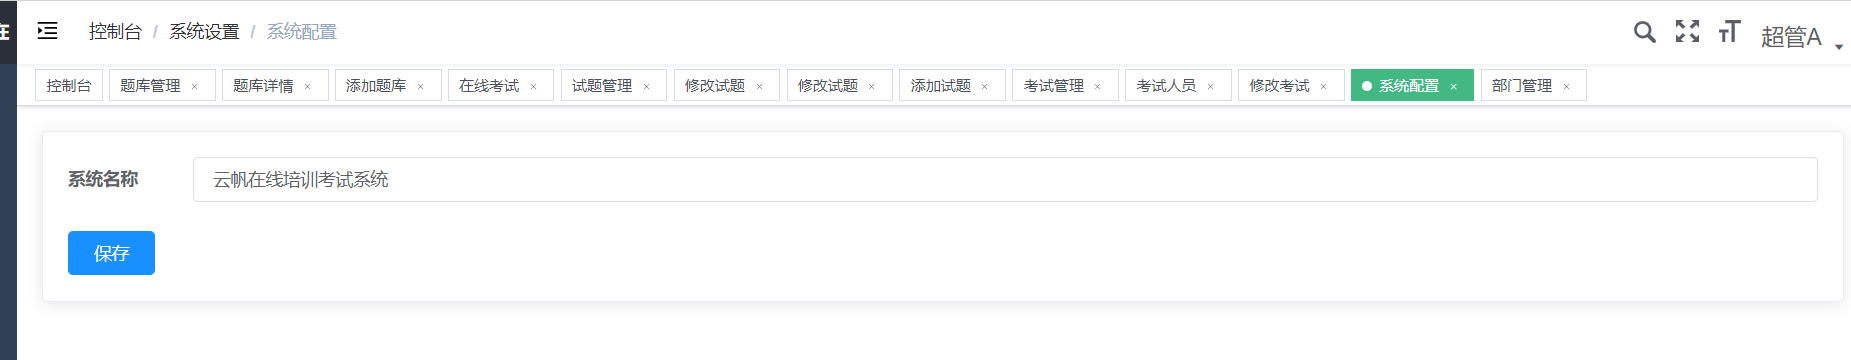 控制台 / 系统设置 / 系统配置 超管A
控制台 题库管理 × 题库详情 × 添加题库 × 在线考试 × 试题管理 × 修改试题 × 修改试题 × 添加试题 × 考试管理 × 考试人员 × 修改考试 × 系统配置 × 部门管理 ×
系统名称 云帆在线培训考试系统
保存